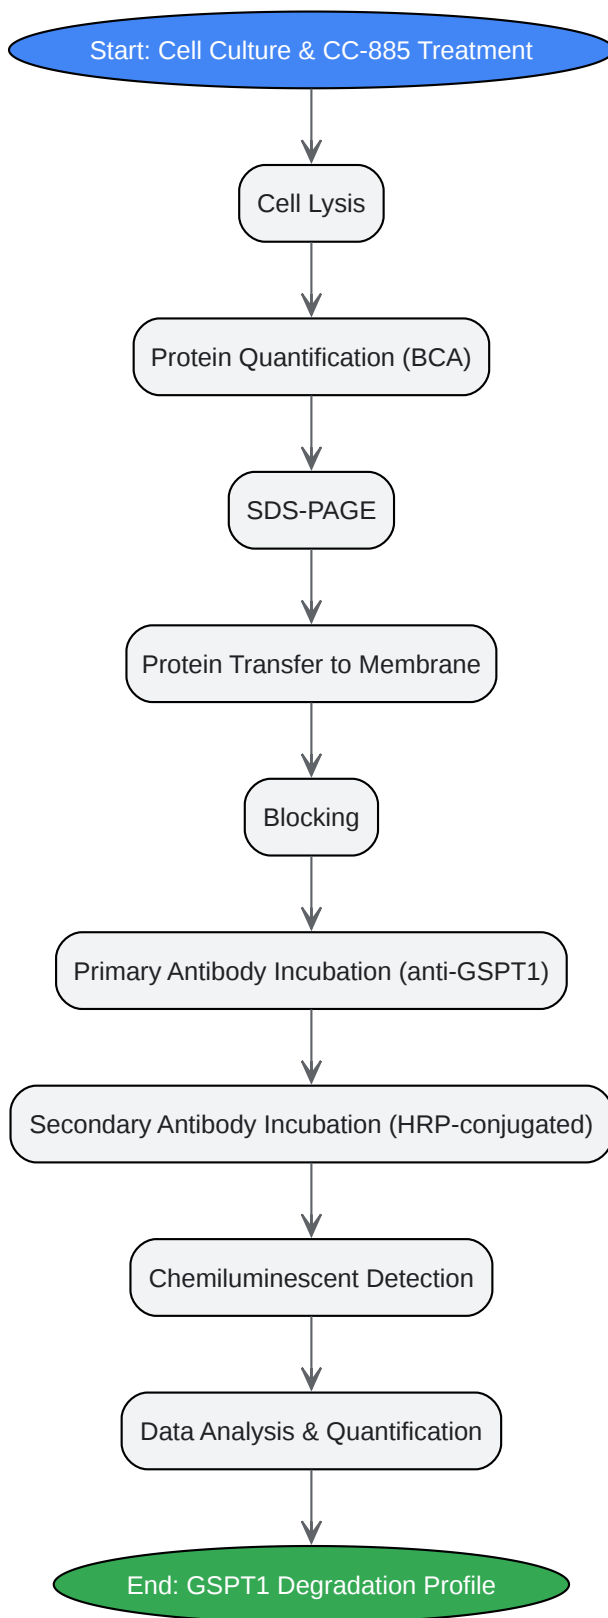 Start: Cell Culture & CC-885 Treatment
Cell Lysis
Protein Quantification (BCA)
SDS-PAGE
Protein Transfer to Membrane
Blocking
Primary Antibody Incubation (anti-GSPT1)
Secondary Antibody Incubation (HRP-conjugated)
Chemiluminescent Detection
Data Analysis & Quantification
End: GSPT1 Degradation Profile